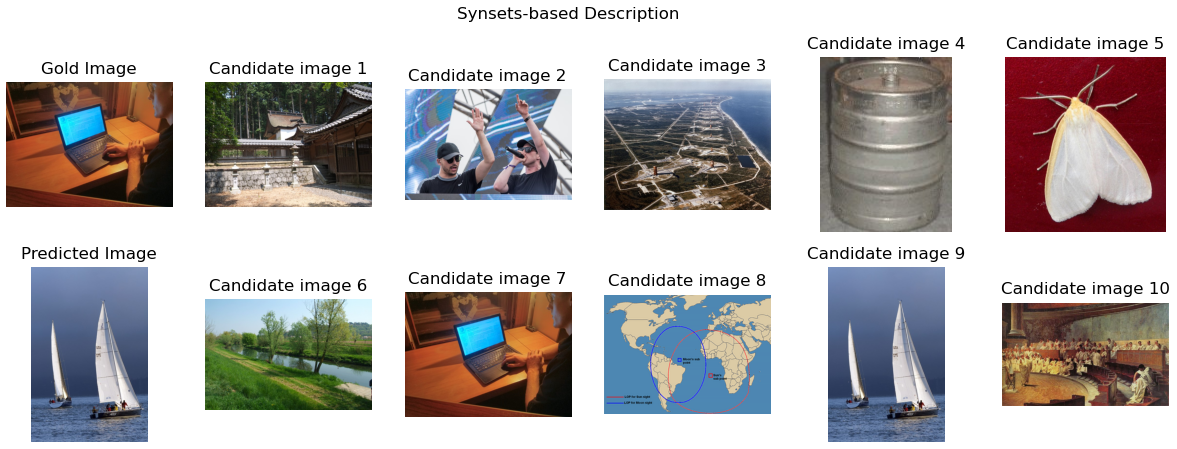 Synsets-based Description
Gold Image
Candidate image 1
Candidate image 2
Candidate image 3
Candidate image 4
Candidate image 5
Predicted Image
Candidate image 6
Candidate image 7
Candidate image 8
Candidate image 9
Candidate image 10